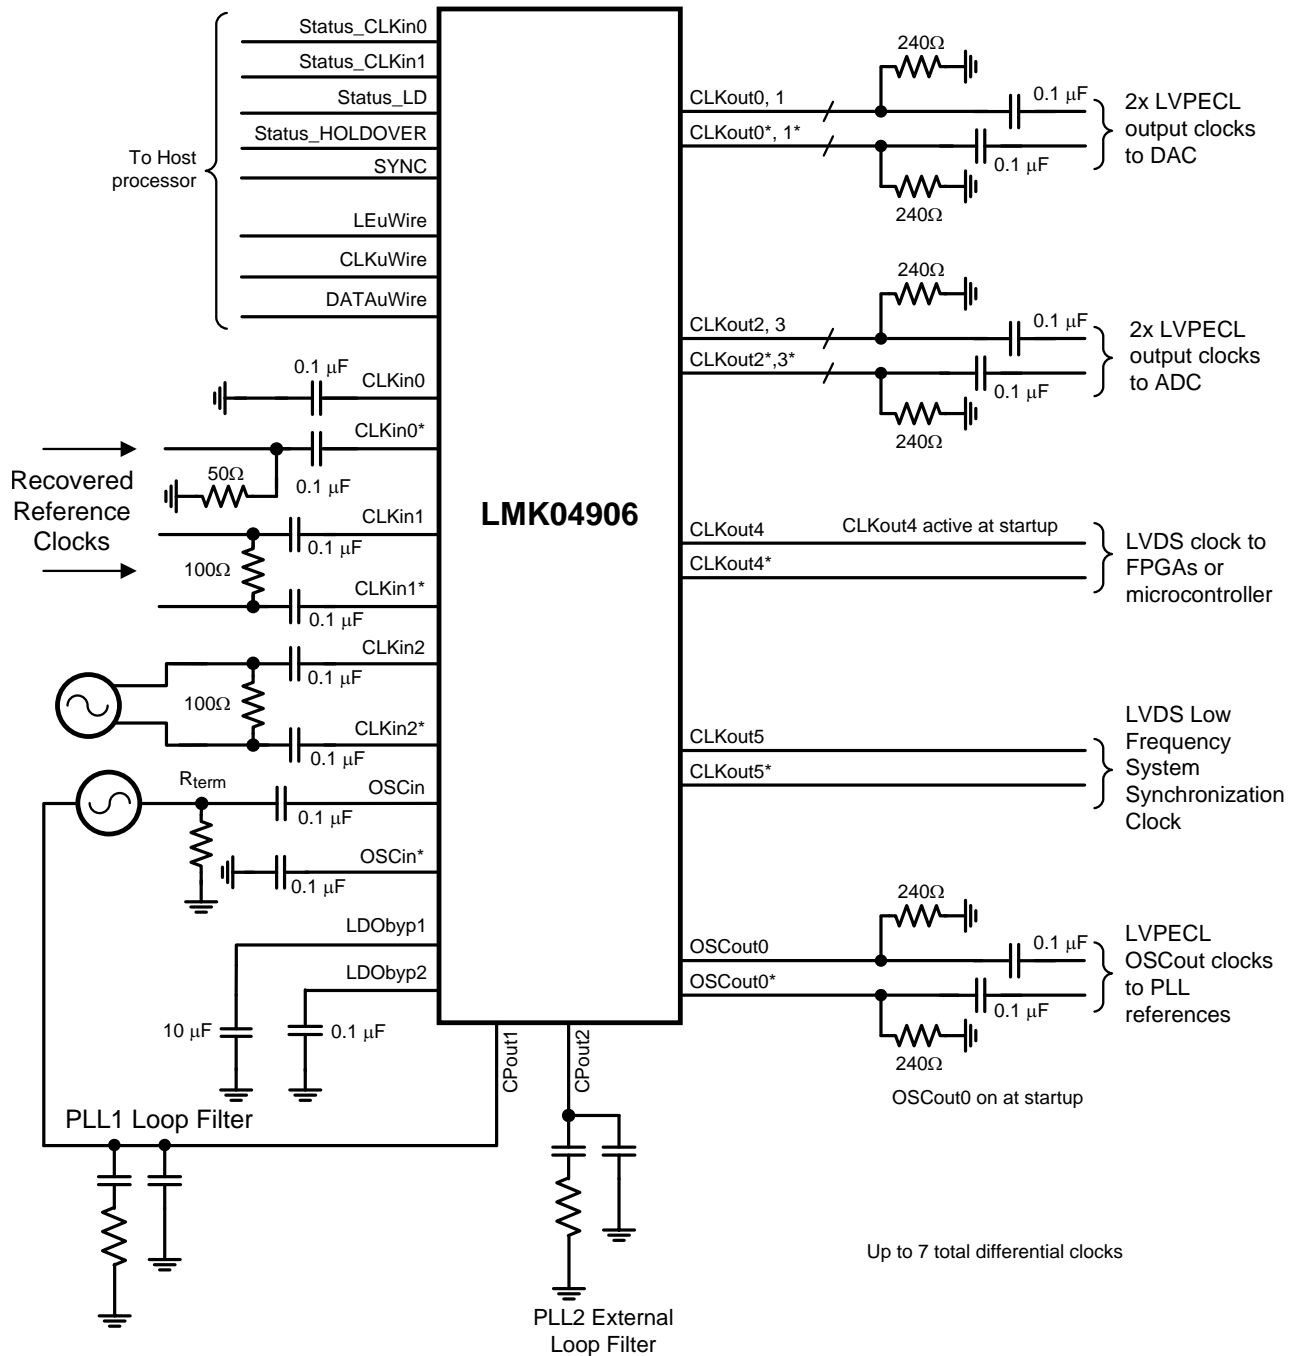 Status_CLKin0
Status_CLKin1
Status_LD
Status_HOLDOVER
SYNC
To Host
processor
LEuWire
CLKuWire
DATAuWire
0.1 µF
CLKin0
CLKin0*
50Ω
0.1 µF
Recovered
Reference
Clocks
CLKin1
0.1 µF
100Ω
CLKin1*
0.1 µF
CLKin2
0.1 µF
100Ω
CLKin2*
0.1 µF
Rterm
OSCin
0.1 µF
OSCin*
0.1 µF
LDObyp1
LDObyp2
10 µF
0.1 µF
CPout1
CPout2
PLL1 Loop Filter
PLL2 External
Loop Filter
LMK04906
240Ω
CLKout0, 1
0.1 µF
CLKout0*, 1*
0.1 µF
240Ω
2x LVPECL
output clocks
to DAC
240Ω
CLKout2, 3
0.1 µF
CLKout2*,3*
0.1 µF
240Ω
2x LVPECL
output clocks
to ADC
CLKout4
CLKout4 active at startup
CLKout4*
LVDS clock to
FPGAs or
microcontroller
CLKout5
CLKout5*
LVDS Low
Frequency
System
Synchronization
Clock
240Ω
OSCout0
0.1 µF
OSCout0*
0.1 µF
240Ω
LVPECL
OSCout clocks
to PLL
references
OSCout0 on at startup
Up to 7 total differential clocks